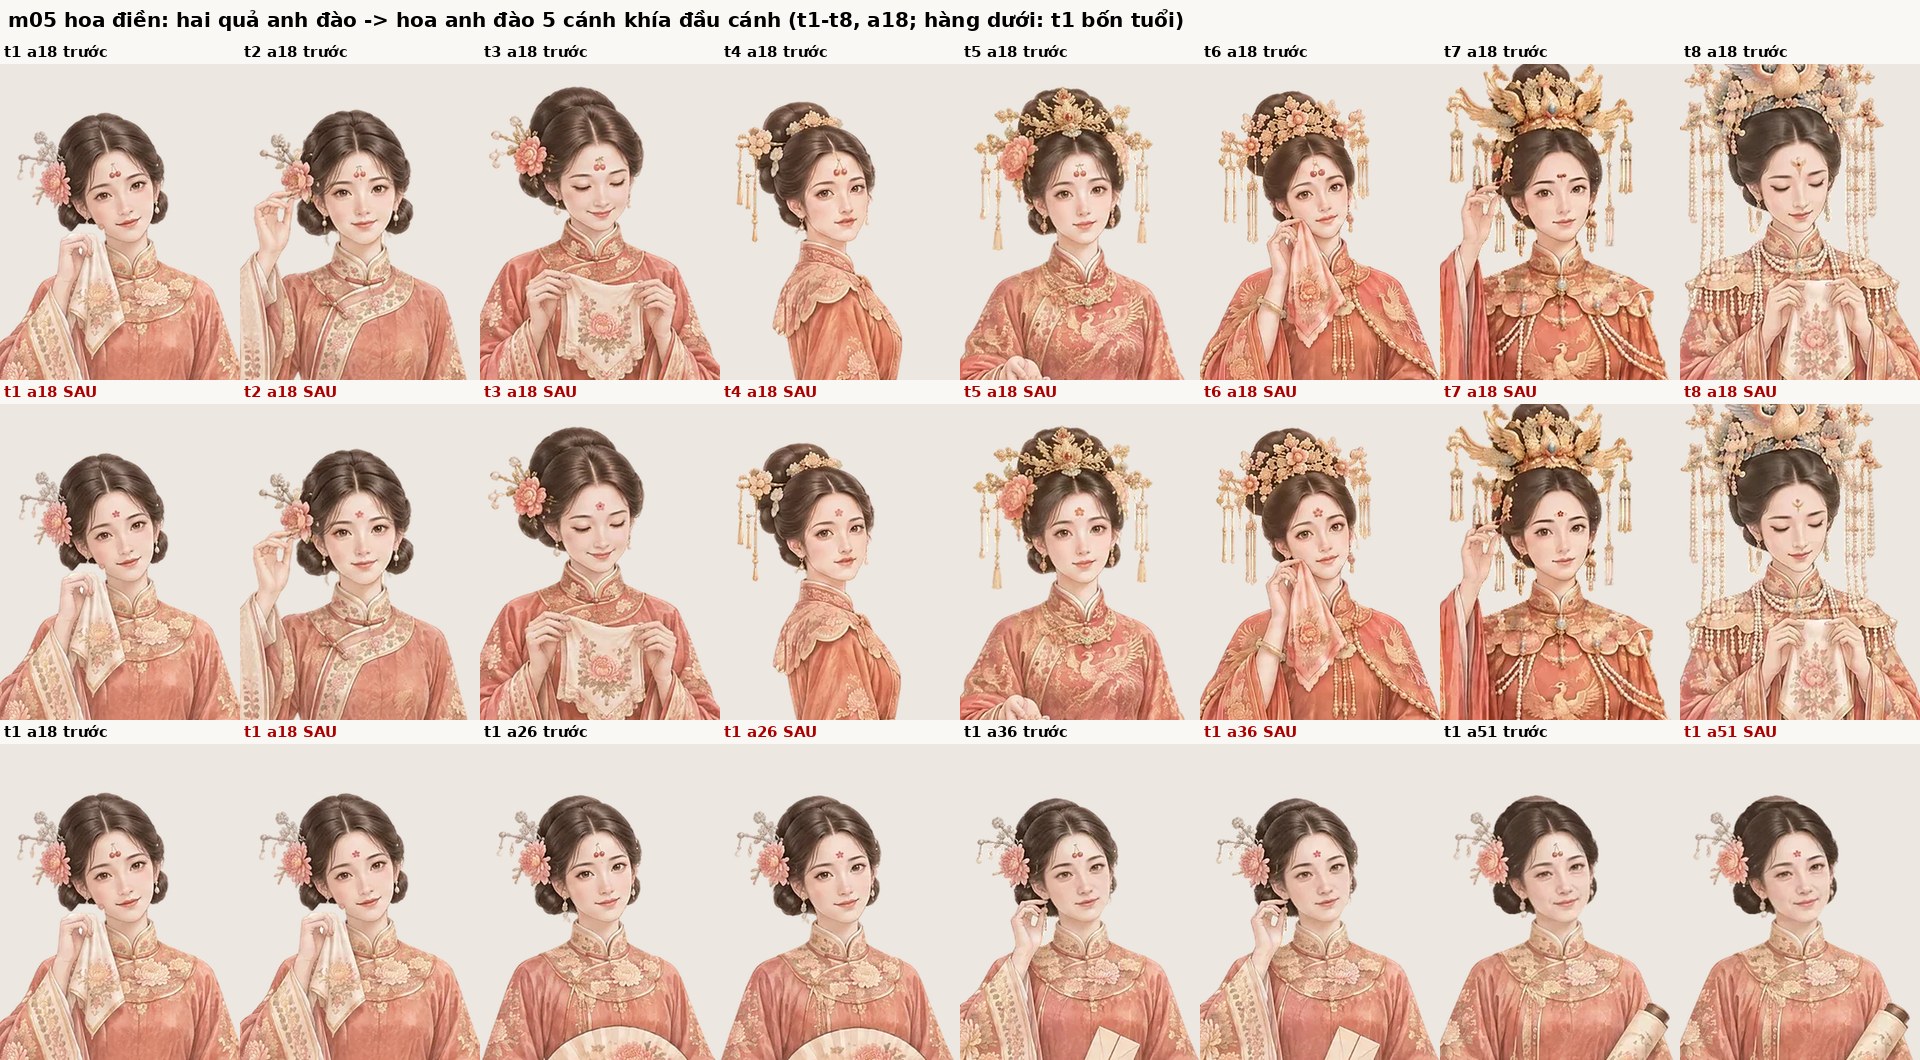 m05 hoa điền: hai quả anh đào -> hoa anh đào 5 cánh khía đầu cánh (t1-t8, a18; hàng dưới: t1 bốn tuổi)
t1 a18 trước
t2 a18 trước
t3 a18 trước
t4 a18 trước
t5 a18 trước
t6 a18 trước
t7 a18 trước
t8 a18 trước
t1 a18 SAU
t2 a18 SAU
t3 a18 SAU
t4 a18 SAU
t5 a18 SAU
t6 a18 SAU
t7 a18 SAU
t8 a18 SAU
t1 a18 trước
t1 a18 SAU
t1 a26 trước
t1 a26 SAU
t1 a36 trước
t1 a36 SAU
t1 a51 trước
t1 a51 SAU